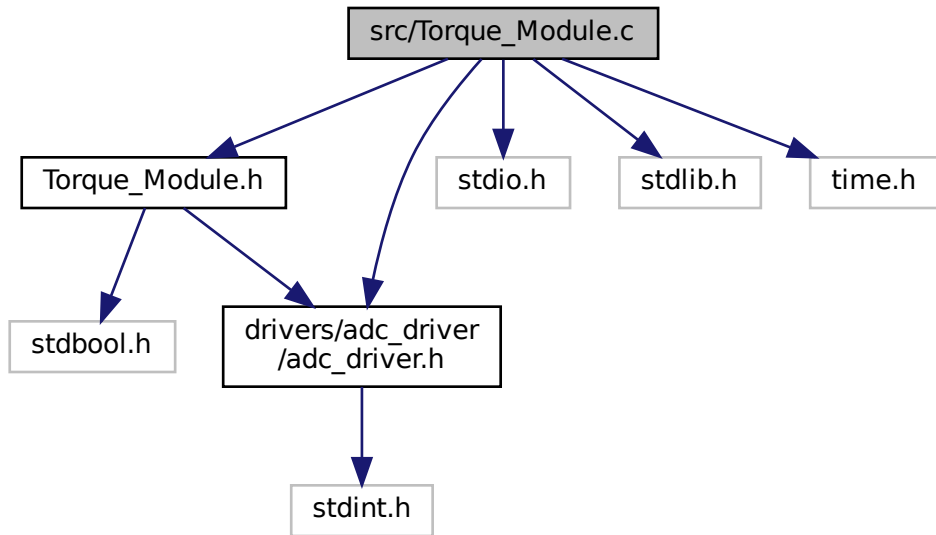 src/Torque_Module.c
Torque_Module.h
stdio.h
stdlib.h
time.h
stdbool.h
drivers/adc_driver
/adc_driver.h
stdint.h